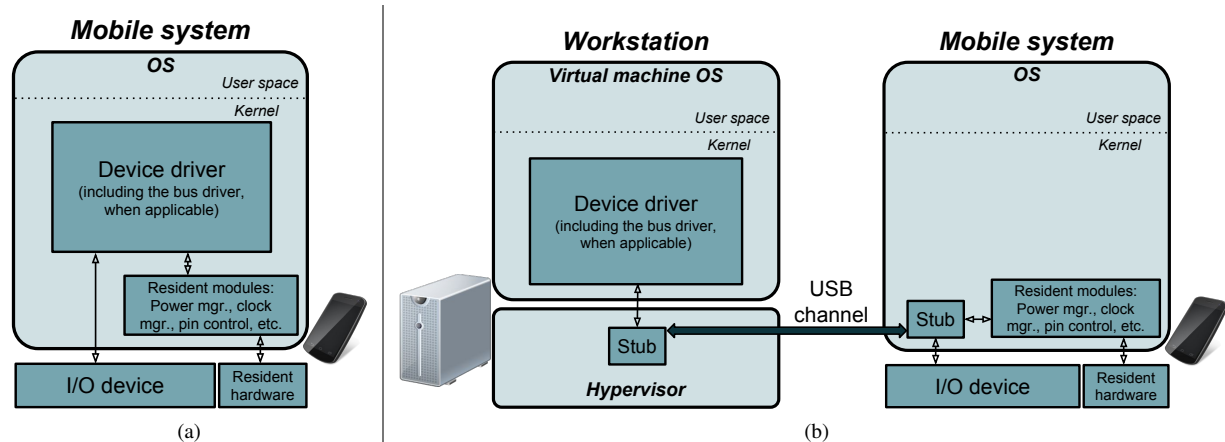 Mobile system
OS
User space
Kernel
Device driver
(including the bus driver,
when applicable)
Resident modules:
Power mgr., clock
mgr., pin control, etc.
I/O device
Resident
hardware
(a)
Workstation
Virtual machine OS
User space
Kernel
Device driver
(including the bus driver,
when applicable)
Stub
Hypervisor
USB
channel
Mobile system
OS
User space
Kernel
Stub
Resident modules:
Power mgr., clock
mgr., pin control, etc.
I/O device
Resident
hardware
(b)